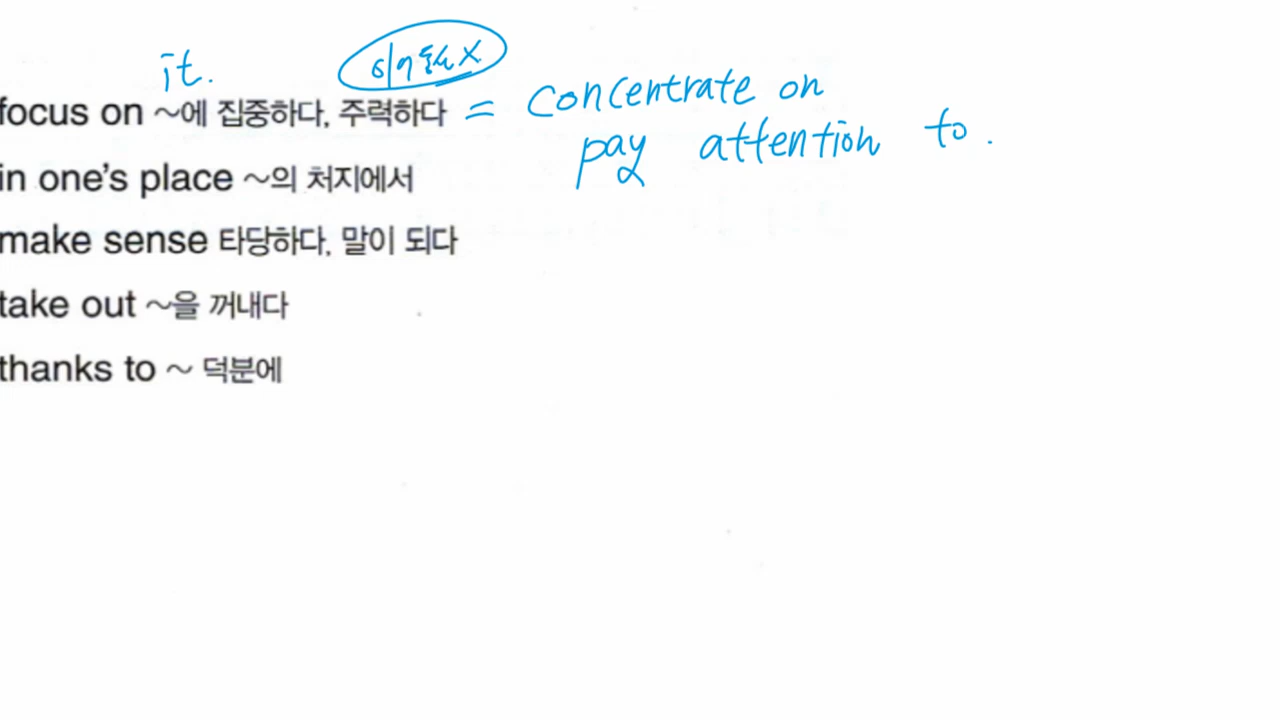 it. 이어동사 X
focus on ~에 집중하다, 주력하다 = concentrate on
pay attention to.
in one's place ~의 처지에서
make sense 타당하다, 말이 되다
take out ~을 꺼내다
thanks to ~ 덕분에